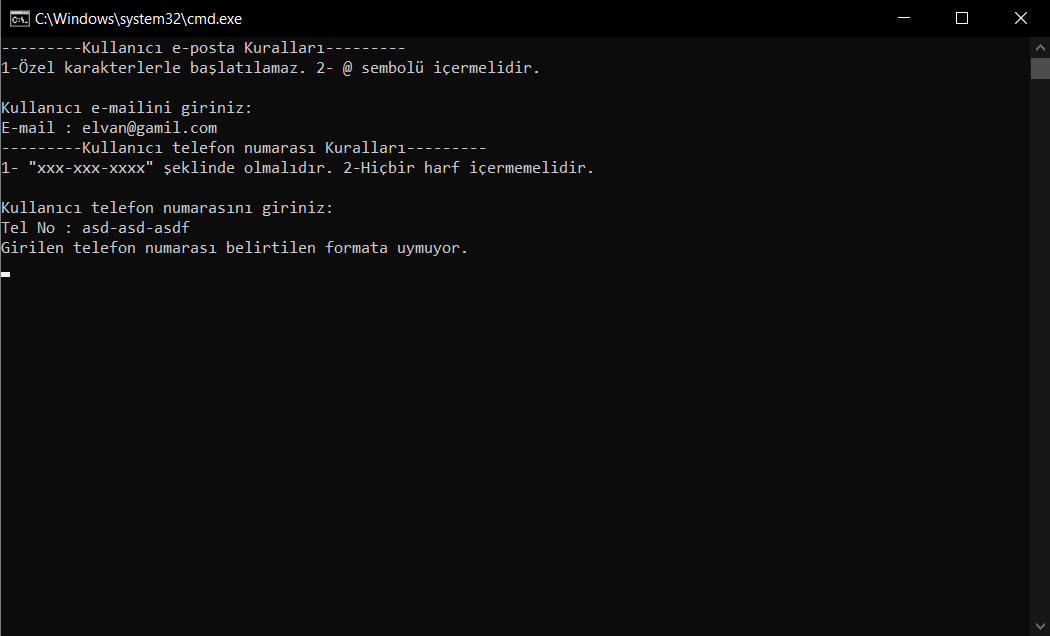 C:\Windows\system32\cmd.exe
---------Kullanıcı e-posta Kuralları---------
1-Özel karakterlerle başlatılamaz. 2- @ sembolü içermelidir.
Kullanıcı e-mailini giriniz:
E-mail : elvan@gamil.com
---------Kullanıcı telefon numarası Kuralları---------
1- "xxx-xxx-xxxx" şeklinde olmalıdır. 2-Hiçbir harf içermemelidir.
Kullanıcı telefon numarasını giriniz:
Tel No : asd-asd-asdf
Girilen telefon numarası belirtilen formata uymuyor.